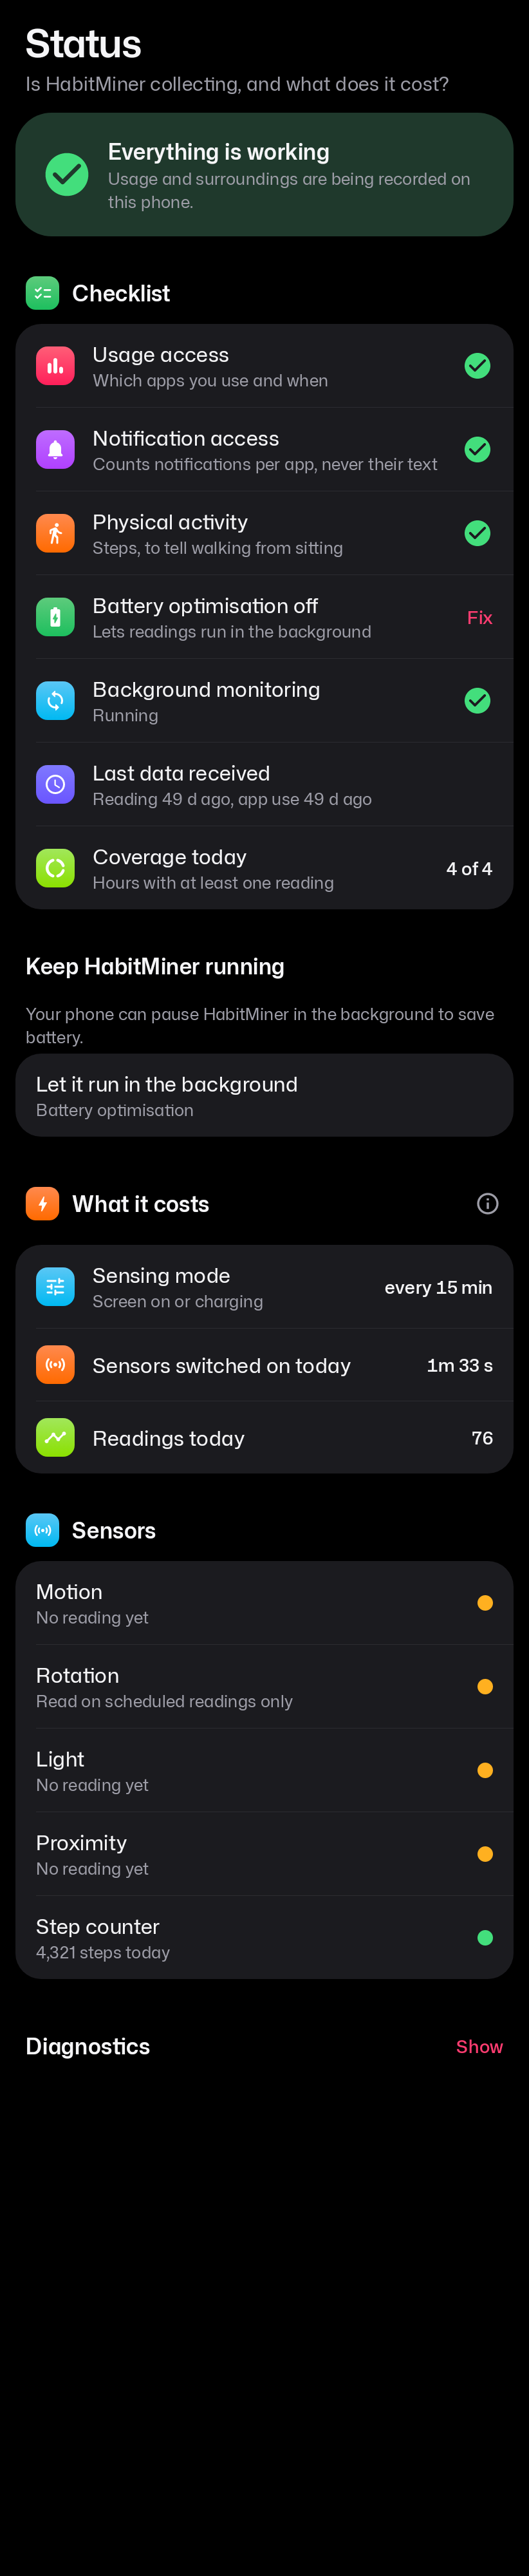 Status
Is HabitMiner collecting, and what does it cost?
Everything is working
Usage and surroundings are being recorded on
this phone.
Checklist
Usage access
Which apps you use and when
Notification access
Counts notifications per app, never their text
Physical activity
Steps, to tell walking from sitting
Battery optimisation off
Lets readings run in the background
Fix
Background monitoring
Running
Last data received
Reading 49 d ago, app use 49 d ago
Coverage today
Hours with at least one reading
4 of 4
Keep HabitMiner running
Your phone can pause HabitMiner in the background to save
battery.
Let it run in the background
Battery optimisation
What it costs
Sensing mode
Screen on or charging
every 15 min
Sensors switched on today
1m 33 s
Readings today
76
Sensors
Motion
No reading yet
Rotation
Read on scheduled readings only
Light
No reading yet
Proximity
No reading yet
Step counter
4,321 steps today
Diagnostics
Show